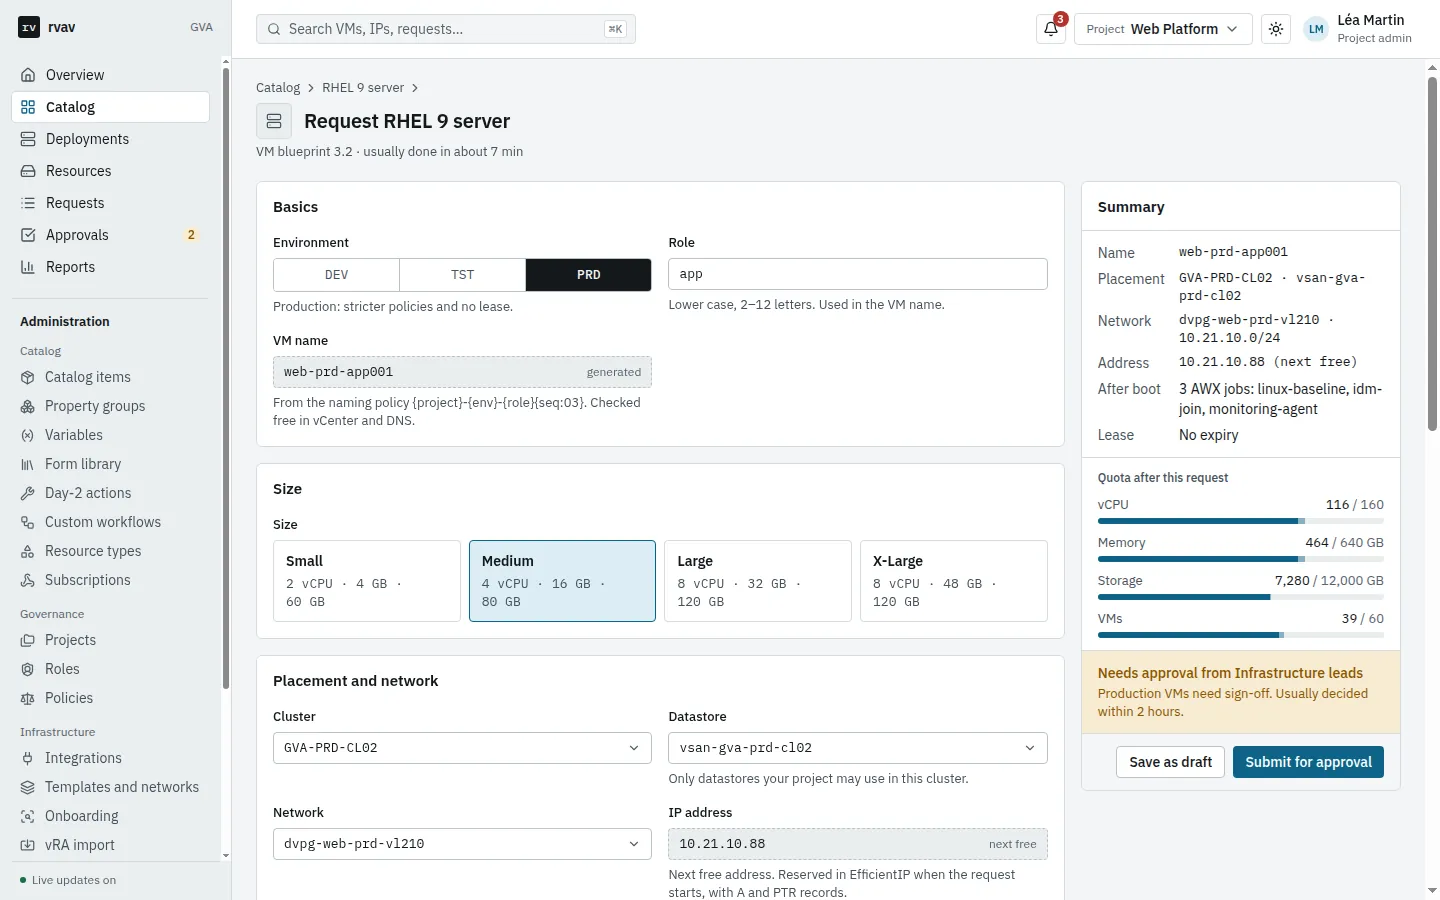 rvav
GVA
Search VMs, IPs, requests...
⌘K
3
Project Web Platform
LM
Léa Martin
Project admin
Overview
Catalog
Deployments
Resources
Requests
Approvals
2
Reports
Administration
Catalog
Catalog items
Property groups
Variables
Form library
Day-2 actions
Custom workflows
Resource types
Subscriptions
Governance
Projects
Roles
Policies
Infrastructure
Integrations
Templates and networks
Onboarding
vRA import
Live updates on
Catalog > RHEL 9 server >
Request RHEL 9 server
VM blueprint 3.2 · usually done in about 7 min
Basics
Environment
DEV
TST
PRD
Production: stricter policies and no lease.
Role
app
Lower case, 2–12 letters. Used in the VM name.
VM name
web-prd-app001
generated
From the naming policy {project}-{env}-{role}{seq:03}. Checked
free in vCenter and DNS.
Size
Size
Small
2 vCPU · 4 GB ·
60 GB
Medium
4 vCPU · 16 GB ·
80 GB
Large
8 vCPU · 32 GB ·
120 GB
X-Large
8 vCPU · 48 GB ·
120 GB
Placement and network
Cluster
GVA-PRD-CL02
Datastore
vsan-gva-prd-cl02
Only datastores your project may use in this cluster.
Network
dvpg-web-prd-vl210
IP address
10.21.10.88
next free
Next free address. Reserved in EfficientIP when the request
starts, with A and PTR records.
Summary
Name
web-prd-app001
Placement
GVA-PRD-CL02 · vsan-gva-
prd-cl02
Network
dvpg-web-prd-vl210 ·
10.21.10.0/24
Address
10.21.10.88 (next free)
After boot
3 AWX jobs: linux-baseline, idm-
join, monitoring-agent
Lease
No expiry
Quota after this request
vCPU
116 / 160
Memory
464 / 640 GB
Storage
7,280 / 12,000 GB
VMs
39 / 60
Needs approval from Infrastructure leads
Production VMs need sign-off. Usually decided
within 2 hours.
Save as draft
Submit for approval